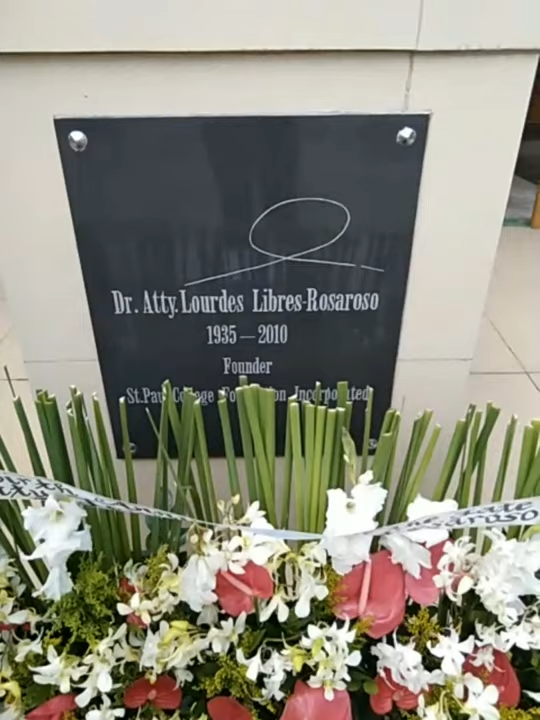 Dr. Atty. Lourdes Libres-Rosaroso
1935 — 2010
Founder
St. Paul College Foundation Incorporated